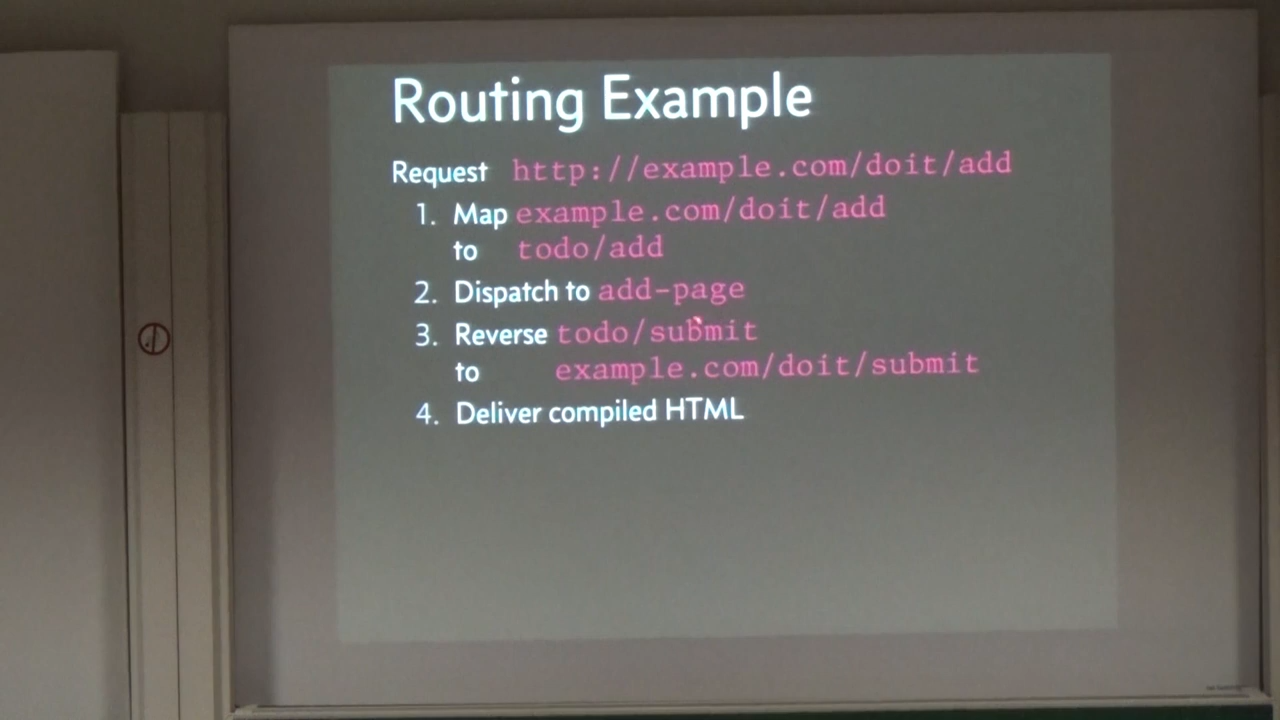 Routing Example
Request http://example.com/doit/add
1. Map example.com/doit/add
to todo/add
2. Dispatch to add-page
3. Reverse todo/submit
to example.com/doit/submit
4. Deliver compiled HTML